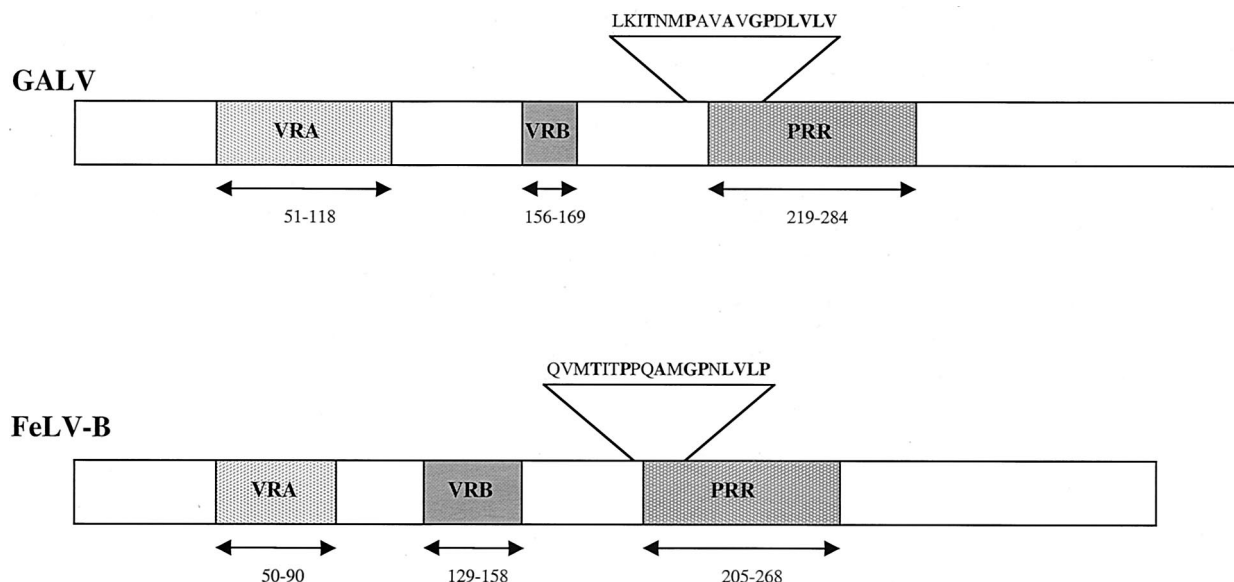 LKITNMPAVAVGPDLVLV
GALV
VRA VRB PRR
51-118 156-169 219-284
QVMTITPPQAMGPNLVLP
FeLV-B
VRA VRB PRR
50-90 129-158 205-268